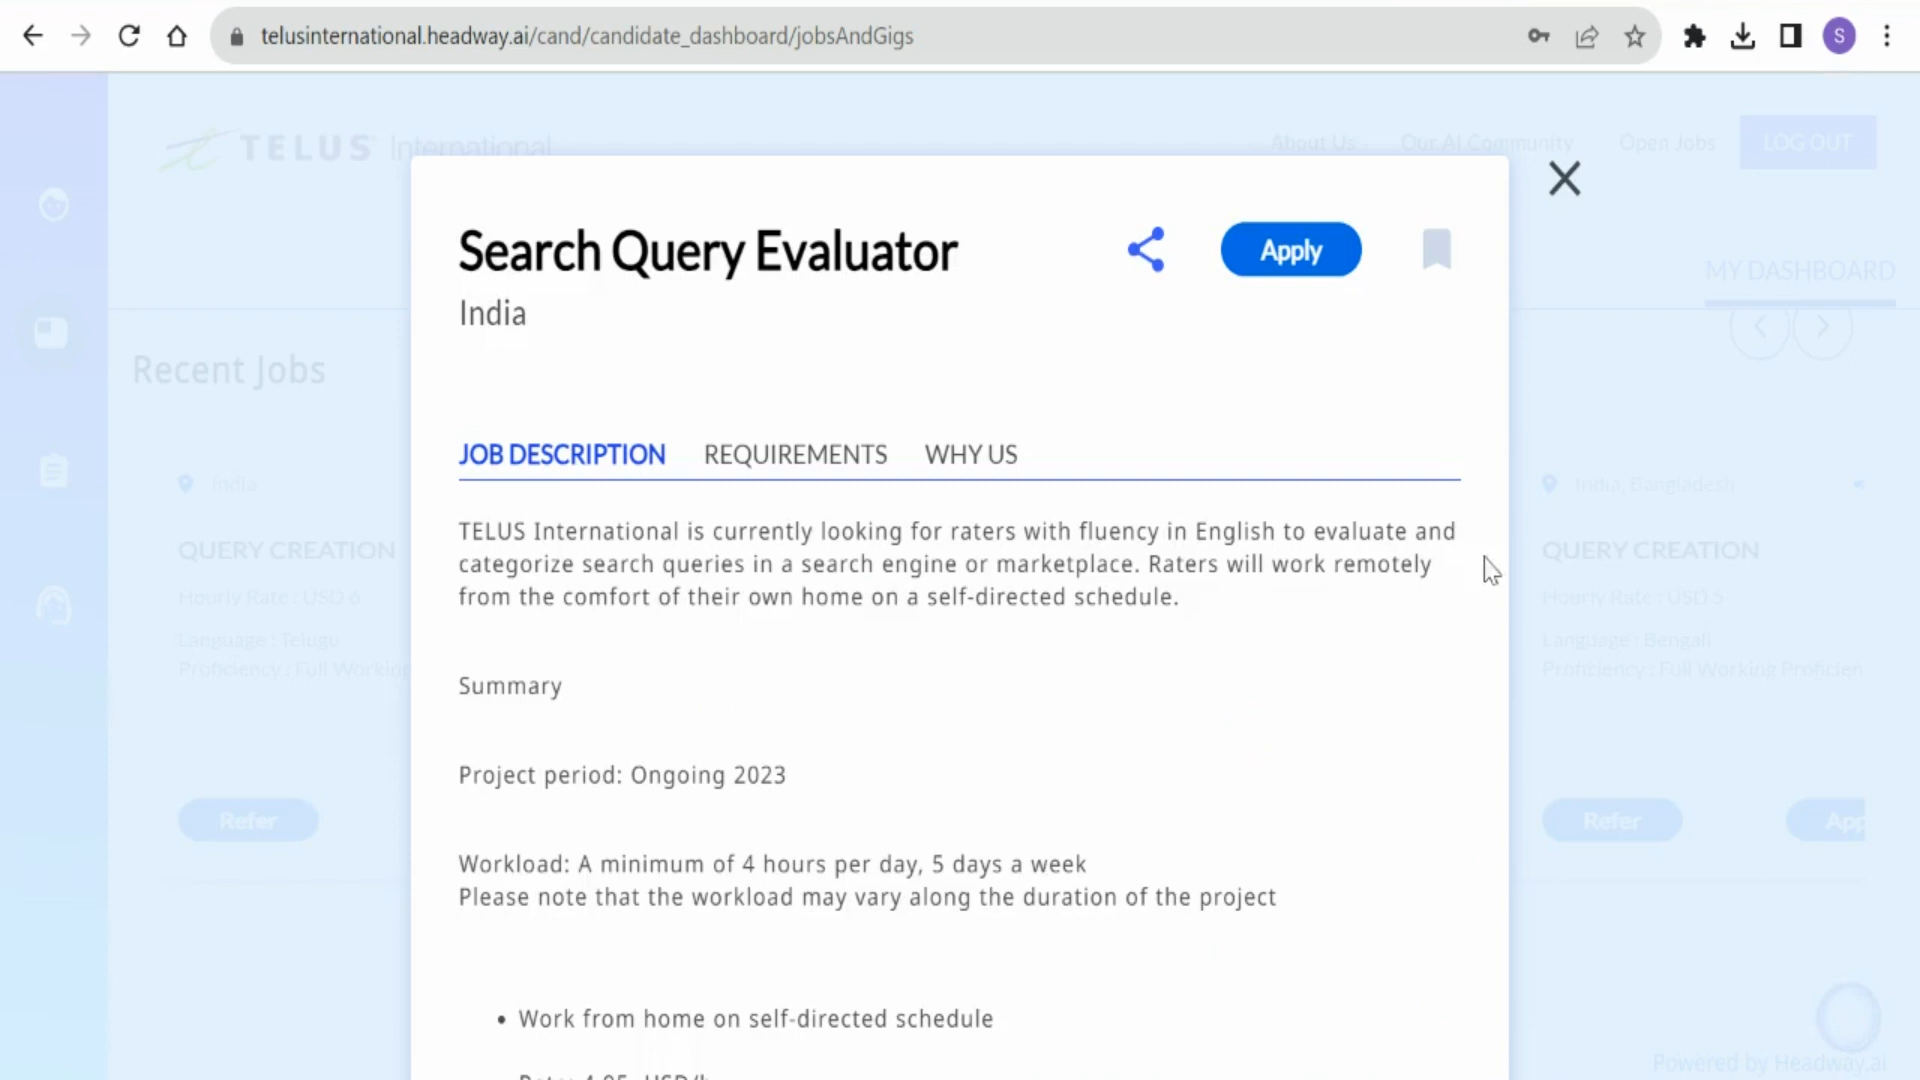 telusinternational.headway.ai/cand/candidate_dashboard/jobsAndGigs
S
TELUS International
About Us
Our AI Community
Open Jobs
LOG OUT
Search Query Evaluator
Apply
India
MY DASHBOARD
Recent Jobs
JOB DESCRIPTION
REQUIREMENTS
WHY US
India
India, Bangladesh
TELUS International is currently looking for raters with fluency in English to evaluate and
categorize search queries in a search engine or marketplace. Raters will work remotely
from the comfort of their own home on a self-directed schedule.
QUERY CREATION
Hourly Rate : USD 6
Language : Telugu
Proficiency : Full Working
QUERY CREATION
Hourly Rate : USD 5
Language : Bengali
Proficiency : Full Working Proficien
Summary
Project period: Ongoing 2023
Refer
Refer
App
Workload: A minimum of 4 hours per day, 5 days a week
Please note that the workload may vary along the duration of the project
Work from home on self-directed schedule
Powered by Headway.ai